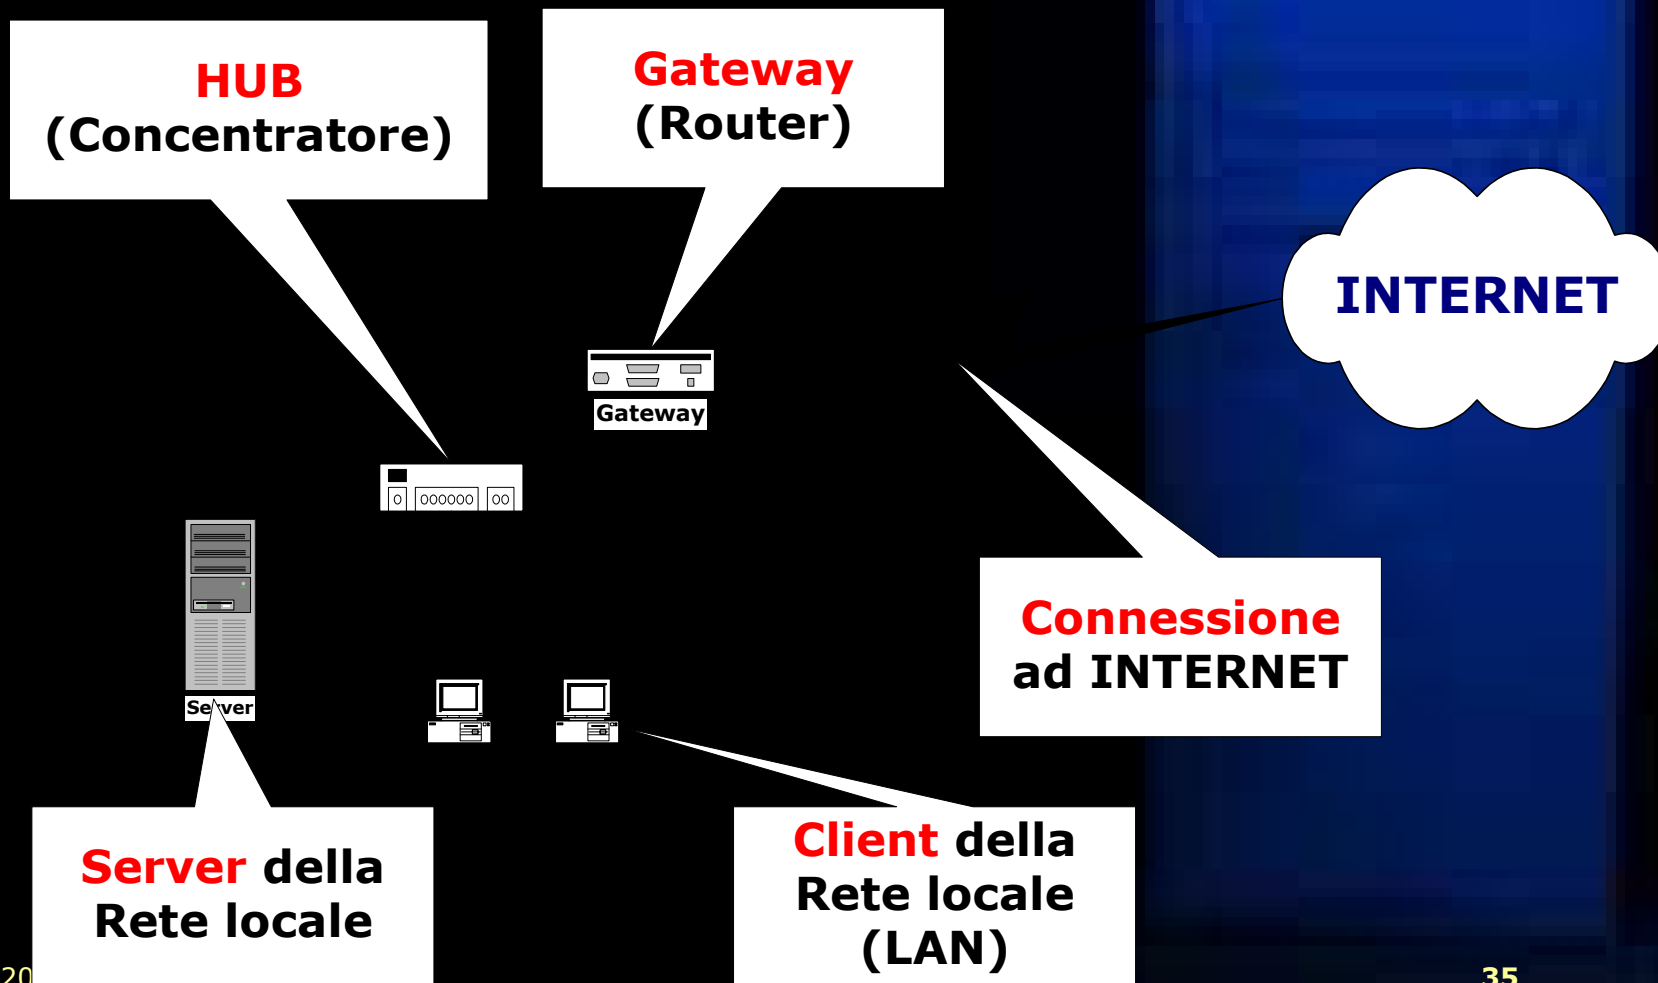 HUB
(Concentratore)
Gateway
(Router)
INTERNET
Gateway
Connessione
ad INTERNET
Server
Server della
Rete locale
Client della
Rete locale
(LAN)
20
35